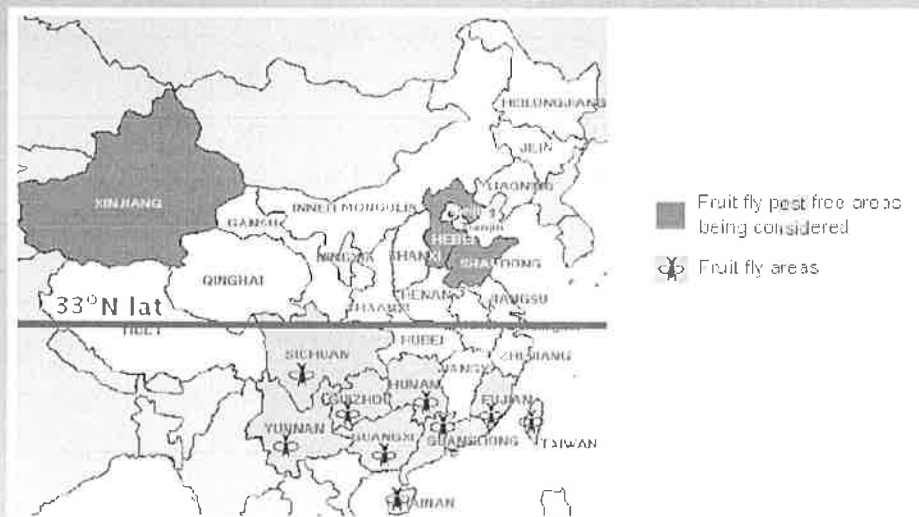 HEILONGJIANG
JILIN
LIAONING
XINJIANG
INNER MONGOLIS
GANSU
HEBEI
NINGXIA
SHANXI
SHANDONG
QINGHAI
HENAN
JIANGSU
SHAANXI
33°N lat
TIBET
SICHUAN
HUBEI
ZHEJIANG
JIANGXI
HUNAN
GUIZHOU
FUJIAN
YUNNAN
GUANGXI
GUANGDONG
TAIWAN
HAINAN
Fruit fly pest free areas
being considered
Fruit fly areas